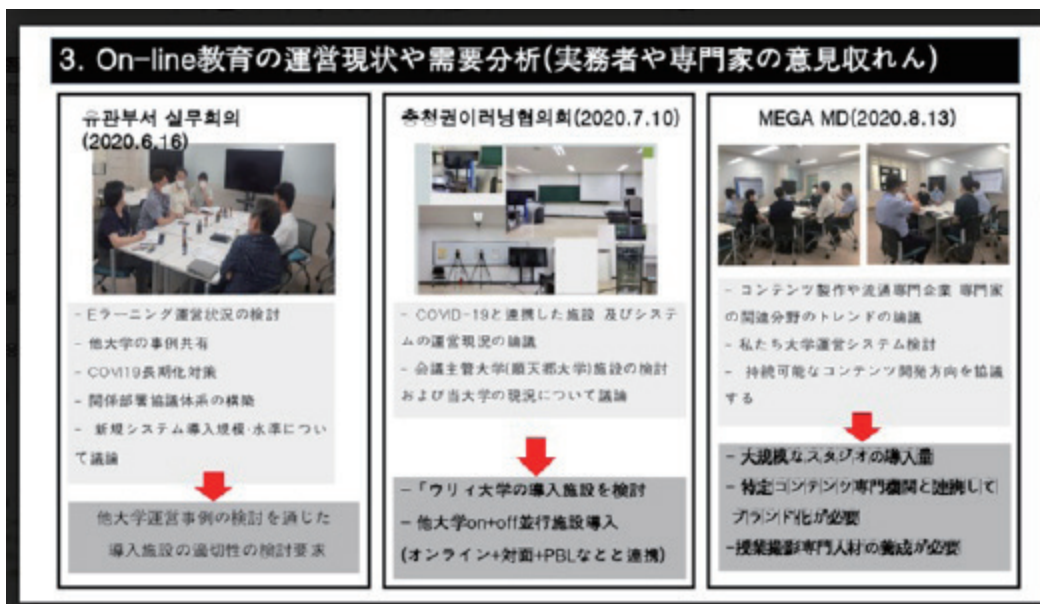 3. On-line教育の運営現状や需要分析(実務者や専門家の意見収れん)
유관부서 실무회의
(2020.6.16)
- Eラーニング運営状況の検討
- 他大学の事例共有
- COVI19長期化対策
- 関係部署協議体系の構築
- 新規システム導入規模·水準につい
て議論
他大学運営事例の検討を通じた
導入施設の適切性の検討要求
충청권이러닝협의회(2020.7.10)
- COVID-19と連携した施設 及びシステ
ムの運営現況の論議
- 会議主管大学(順天郷大学)施設の検討
および当大学の現況について議論
-「ウリィ大学の導入施設を検討
- 他大学on+off並行施設導入
(オンライン+対面+PBLなどと連携)
MEGA MD(2020.8.13)
- コンテンツ製作や流通専門企業 専門家
の関連分野のトレンドの論議
- 私たち大学運営システム検討
- 持続可能なコンテンツ開発方向を協議
する
- 大規模なスタジオの導入量
- 特定コンテンツ専門機関と連携して
ブランド化が必要
-授業撮影専門人材の養成が必要